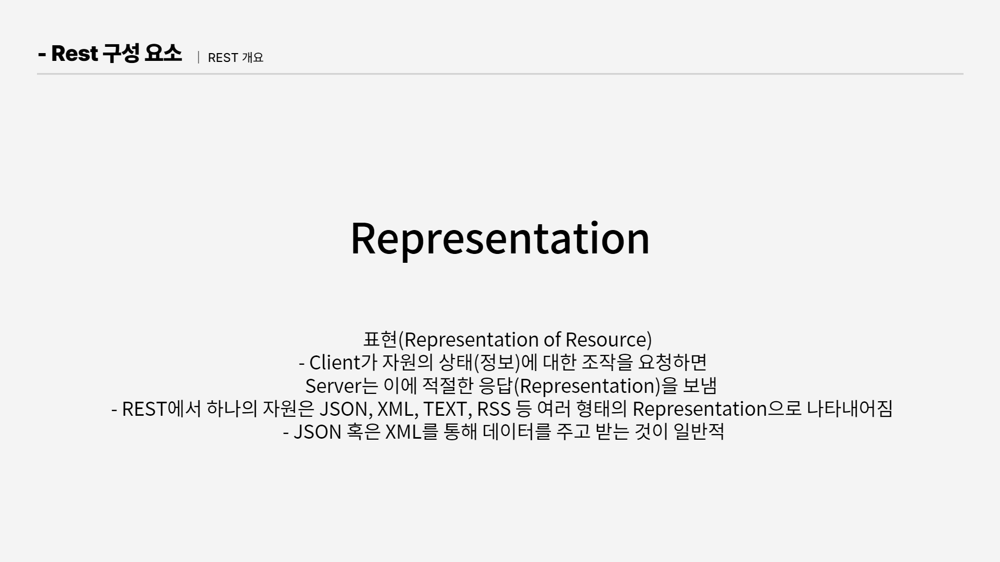 - Rest 구성 요소 | REST 개요
Representation
표현(Representation of Resource)
- Client가 자원의 상태(정보)에 대한 조작을 요청하면
Server는 이에 적절한 응답(Representation)을 보냄
- REST에서 하나의 자원은 JSON, XML, TEXT, RSS 등 여러 형태의 Representation으로 나타내어짐
- JSON 혹은 XML를 통해 데이터를 주고 받는 것이 일반적